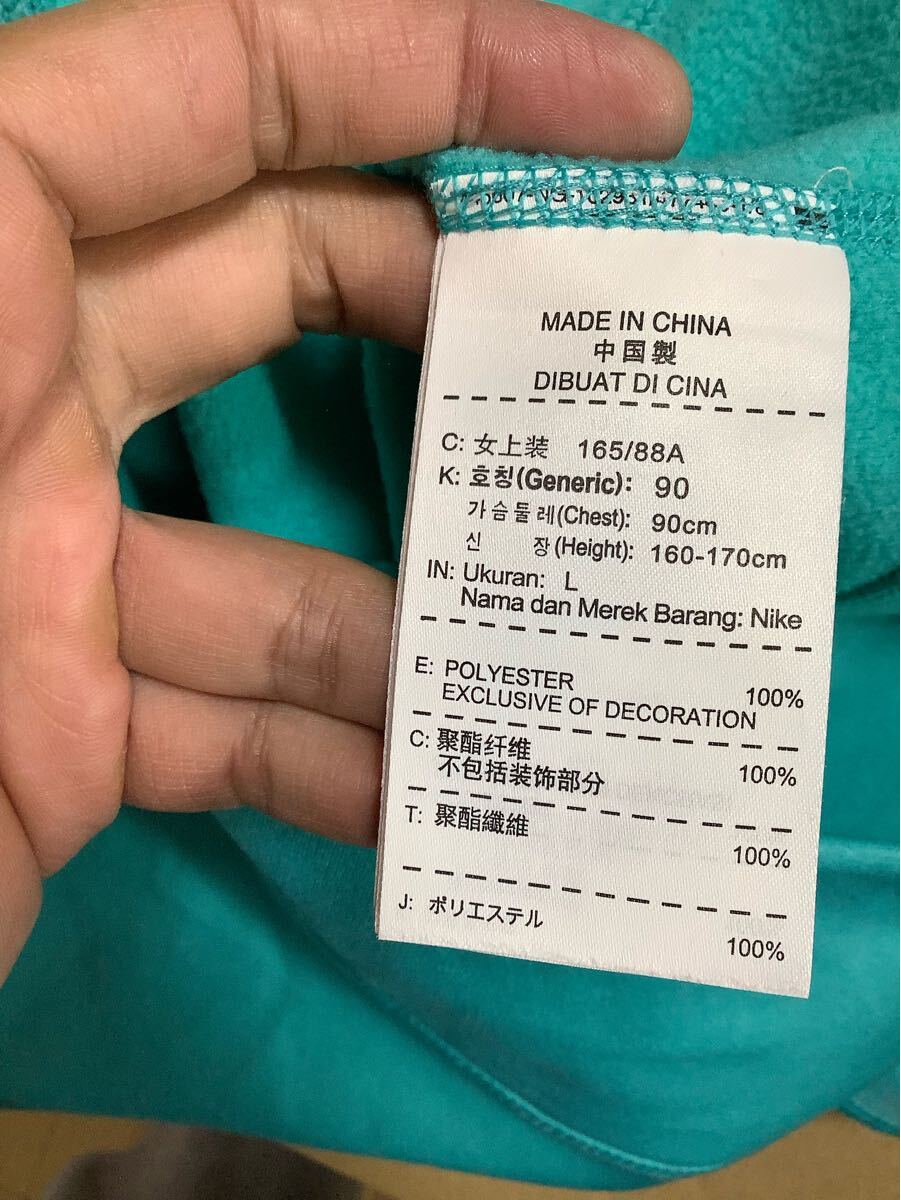 MADE IN CHINA
中国製
DIBUAT DI CINA
C: 女上装 165/88A
K: 호칭(Generic): 90
가슴둘레(Chest): 90cm
신 장(Height): 160-170cm
IN: Ukuran: L
Nama dan Merek Barang: Nike
E: POLYESTER 100%
EXCLUSIVE OF DECORATION
C: 聚酯纤维 100%
不包括装饰部分
T: 聚酯纖維 100%
J: ポリエステル 100%